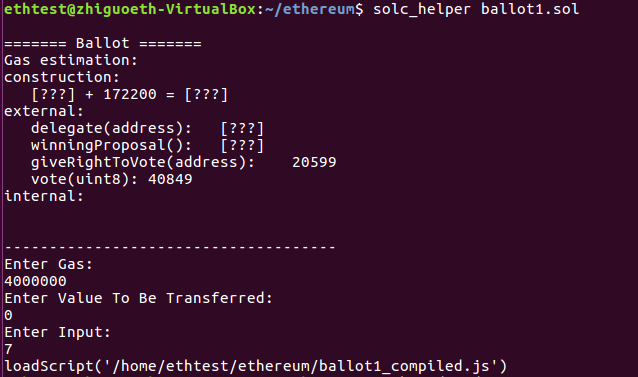 ethtest@zhiguoeth-VirtualBox:~/ethereum$ solc_helper ballot1.sol
======= Ballot =======
Gas estimation:
construction:
   [???] + 172200 = [???]
external:
   delegate(address):   [???]
   winningProposal():   [???]
   giveRightToVote(address):    20599
   vote(uint8): 40849
internal:
-------------------------------------
Enter Gas:
4000000
Enter Value To Be Transferred:
0
Enter Input:
7
loadScript('/home/ethtest/ethereum/ballot1_compiled.js')